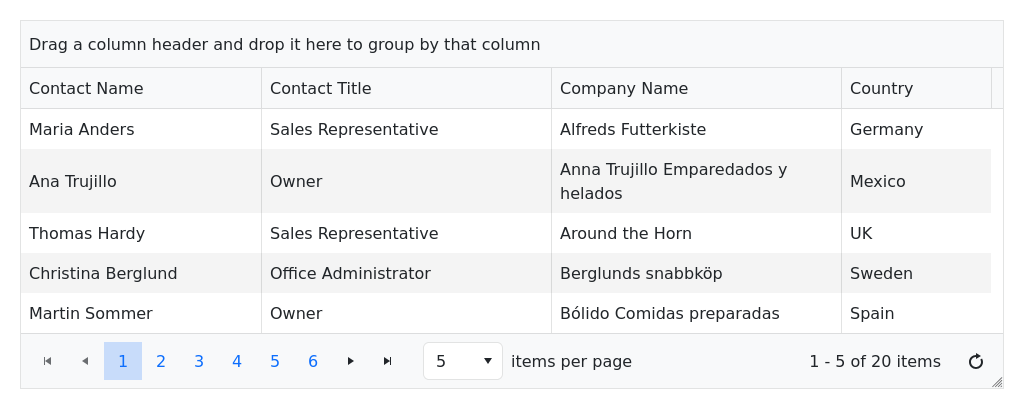 Drag a column header and drop it here to group by that column
Contact Name Contact Title Company Name Country
Maria Anders Sales Representative Alfreds Futterkiste Germany
Ana Trujillo Owner Anna Trujillo Emparedados y helados Mexico
Thomas Hardy Sales Representative Around the Horn UK
Christina Berglund Office Administrator Berglunds snabbköp Sweden
Martin Sommer Owner Bólido Comidas preparadas Spain
1 2 3 4 5 6 5 items per page 1 - 5 of 20 items